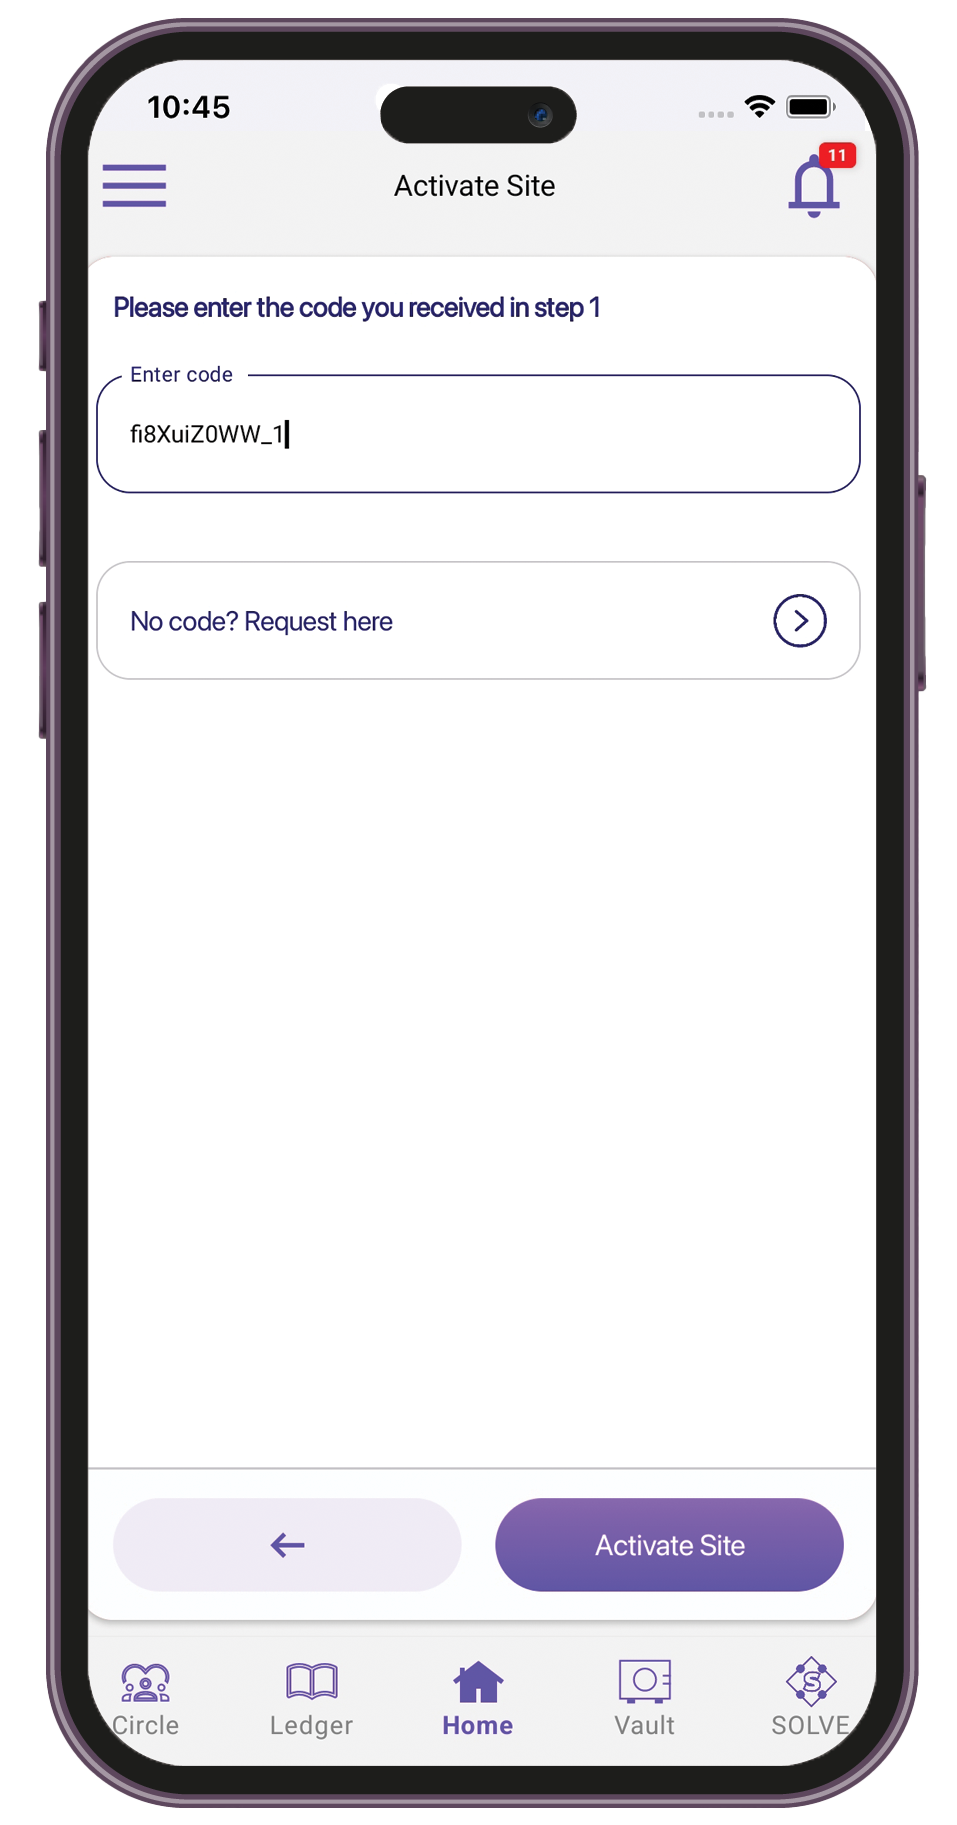 10:45
11
Activate Site
Please enter the code you received in step 1
Enter code
fi8XuiZ0WW_1
No code? Request here
Activate Site
Circle
Ledger
Home
Vault
S
SOLVE